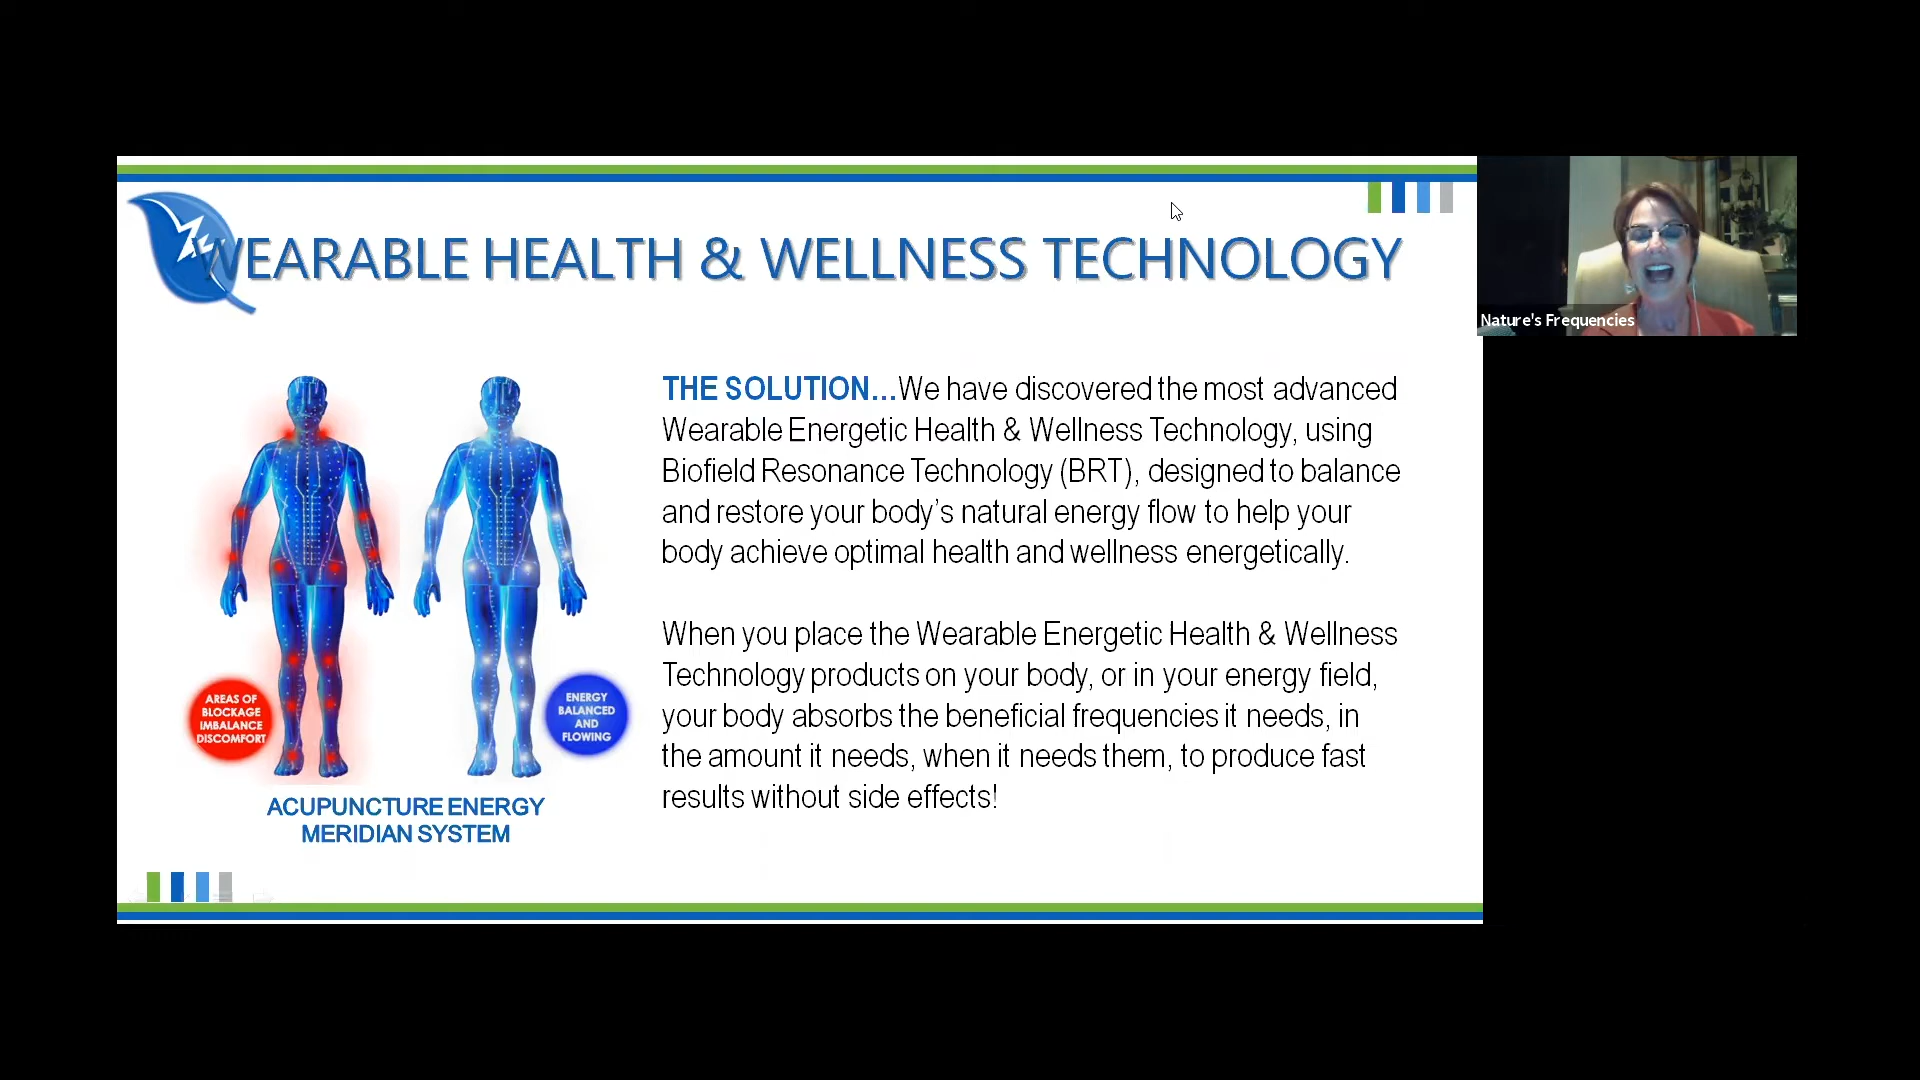 WEARABLE HEALTH & WELLNESS TECHNOLOGY
Nature's Frequencies
THE SOLUTION...We have discovered the most advanced
Wearable Energetic Health & Wellness Technology, using
Biofield Resonance Technology (BRT), designed to balance
and restore your body's natural energy flow to help your
body achieve optimal health and wellness energetically.
When you place the Wearable Energetic Health & Wellness
Technology products on your body, or in your energy field,
your body absorbs the beneficial frequencies it needs, in
the amount it needs, when it needs them, to produce fast
results without side effects!
AREAS OF
BLOCKAGE
IMBALANCE
DISCOMFORT
ENERGY
BALANCED
AND
FLOWING
ACUPUNCTURE ENERGY
MERIDIAN SYSTEM